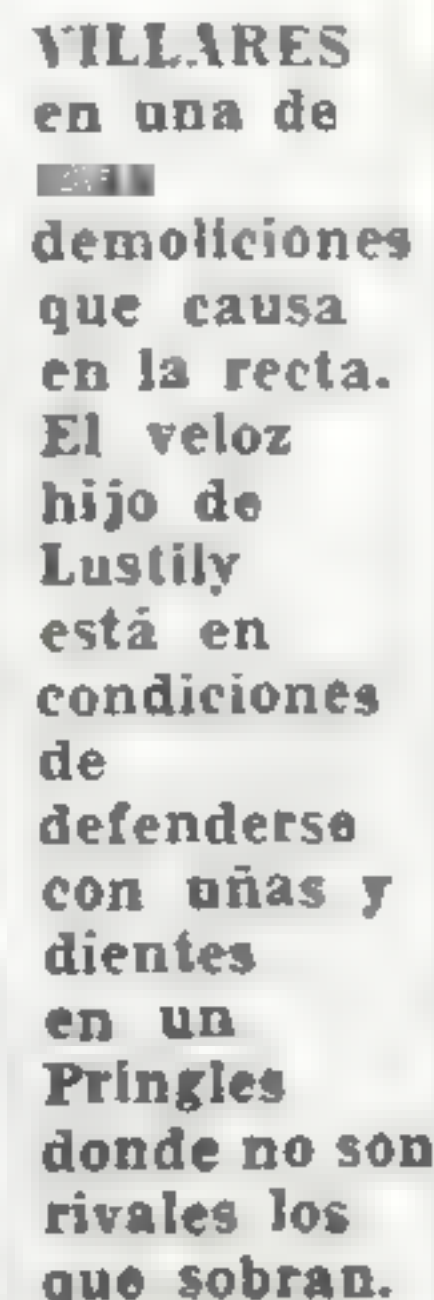 VILLARES
en una de
demoliciones
que causa
en la recta.
El veloz
hijo de
Lustily
está en
condiciones
de
defenderse
con uñas y
dientes
en un
Pringles
donde no son
rivales los
que sobran.